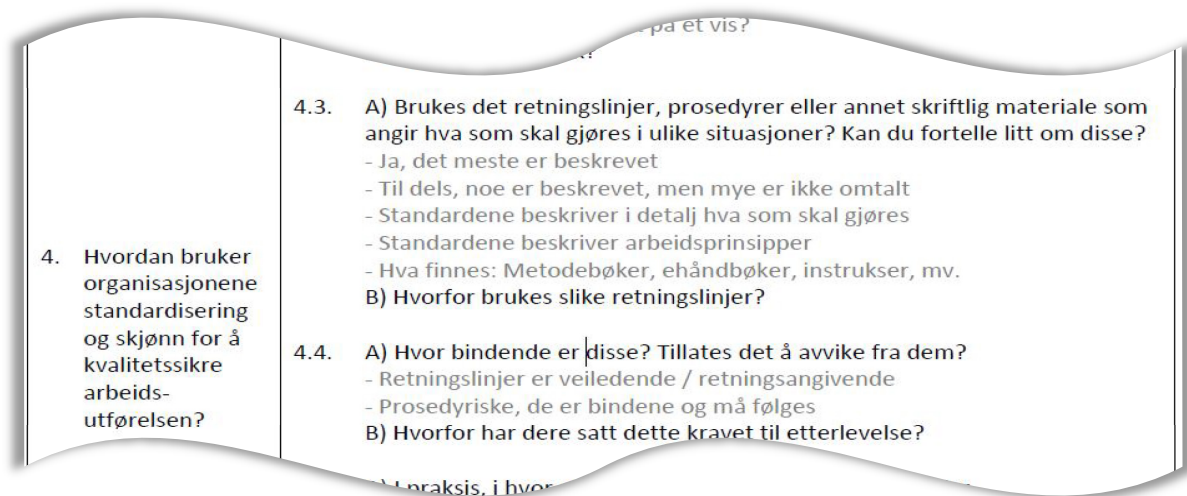 på et vis?
4.3. A) Brukes det retningslinjer, prosedyrer eller annet skriftlig materiale som
angir hva som skal gjøres i ulike situasjoner? Kan du fortelle litt om disse?
- Ja, det meste er beskrevet
- Til dels, noe er beskrevet, men mye er ikke omtalt
- Standardene beskriver i detalj hva som skal gjøres
- Standardene beskriver arbeidsprinsipper
- Hva finnes: Metodebøker, ehåndbøker, instrukser, mv.
B) Hvorfor brukes slike retningslinjer?
4. Hvordan bruker
organisasjonene
standardisering
og skjønn for å
kvalitetssikre
arbeids-
utførelsen?
4.4. A) Hvor bindende er disse? Tillates det å avvike fra dem?
- Retningslinjer er veiledende / retningsangivende
- Prosedyriske, de er bindene og må følges
B) Hvorfor har dere satt dette kravet til etterlevelse?
I praksis, i hvor